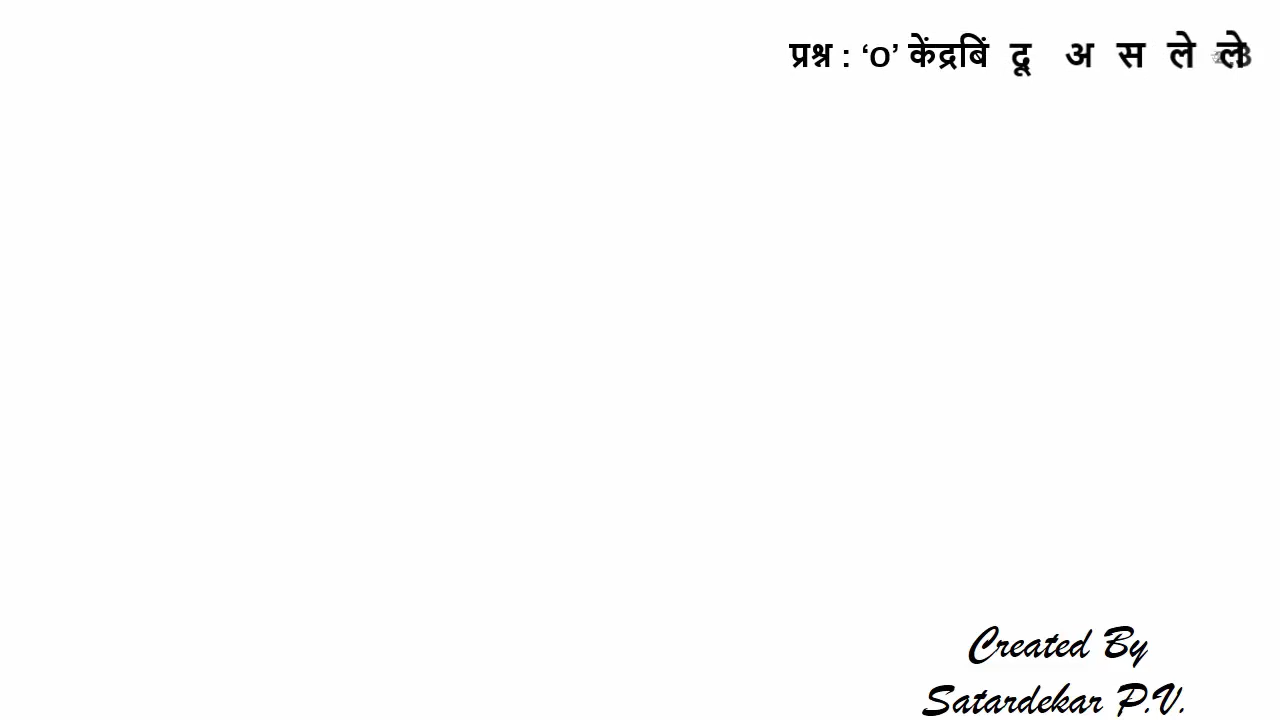 प्रश्न : ‘O’ केंद्रबिंदू असलेले
Created By
Satardekar P.V.